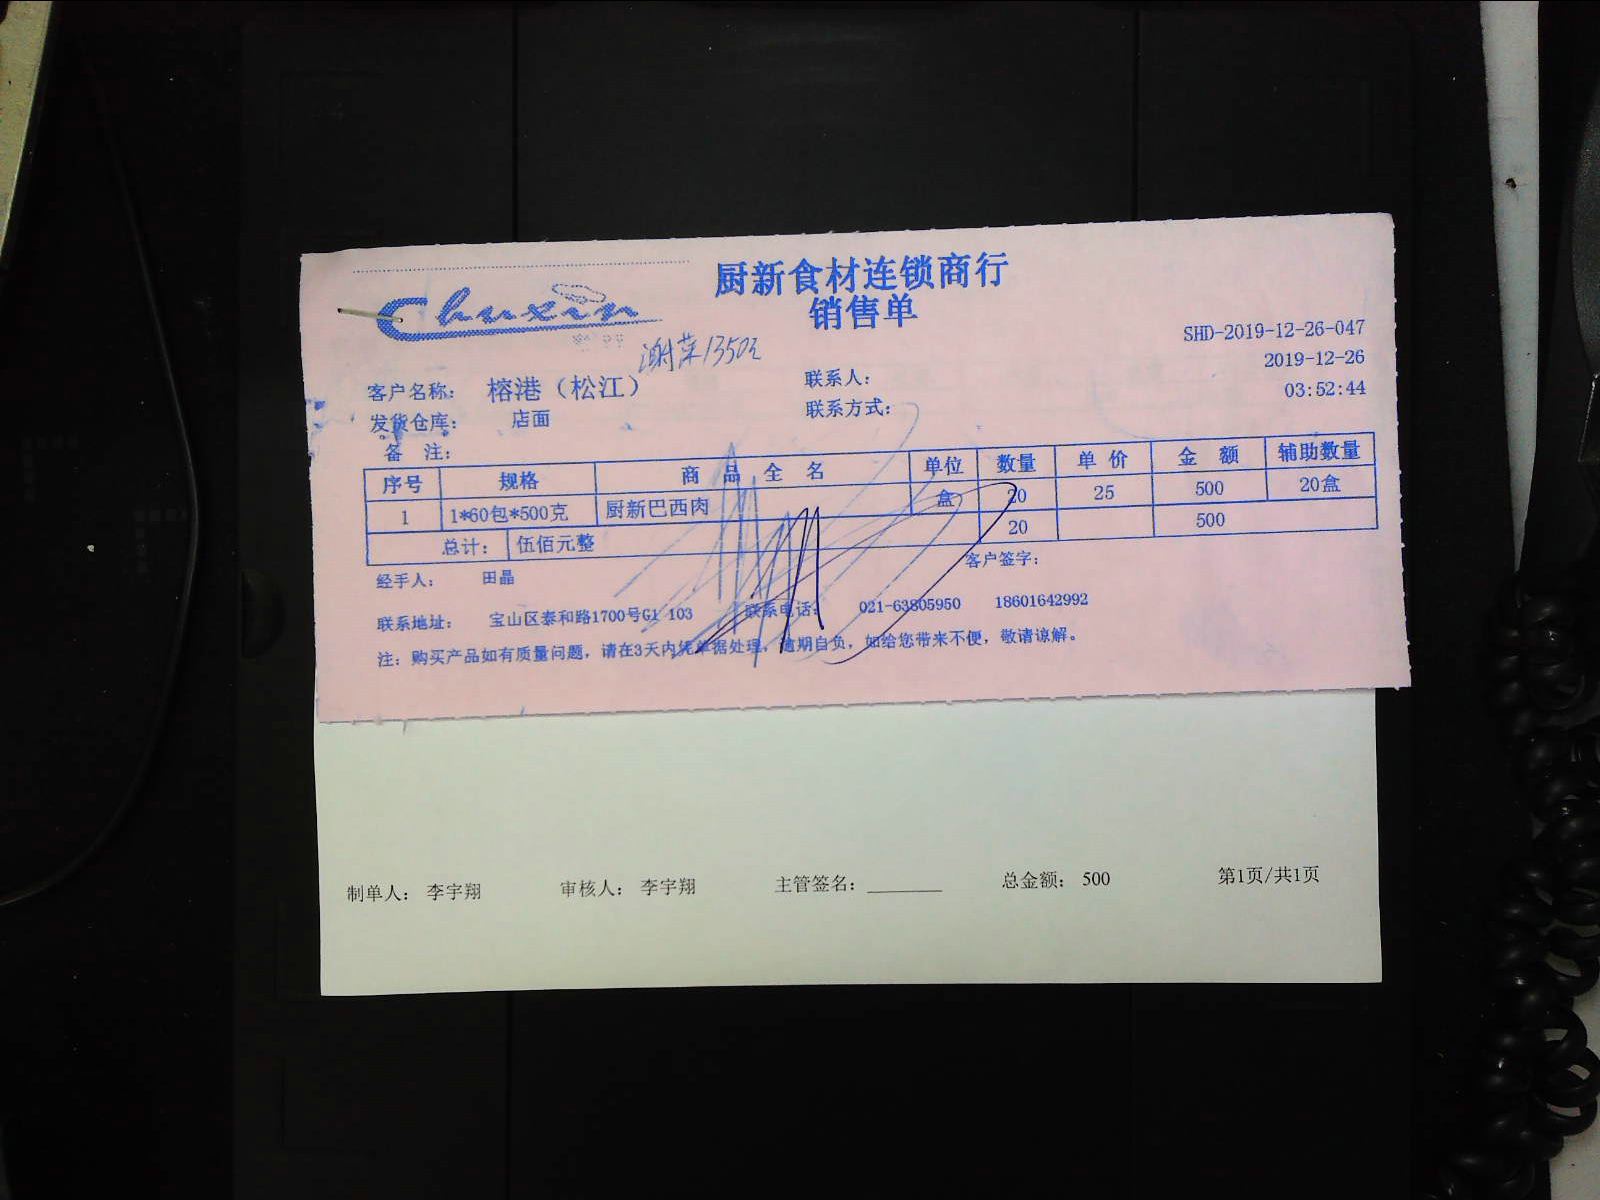 厨新食材连锁商行
Chuxin
销售单
SHD-2019-12-26-047
2019-12-26
03:52:44
客户名称： 榕港（松江）
联系人：
发货仓库： 店面
联系方式：
备 注：
序号 规格 商 品 全 名 单位 数量 单 价 金 额 辅助数量
1 1*60包*500克 厨新巴西肉 盒 20 25 500 20盒
总计： 伍佰元整 20 500
经手人： 田晶 客户签字：
联系地址： 宝山区泰和路1700号G1 103 联系电话： 021-63805950 18601642992
注：购买产品如有质量问题，请在3天内凭单据处理，逾期自负，如给您带来不便，敬请谅解。
制单人： 李宇翔 审核人： 李宇翔 主管签名：________ 总金额： 500 第1页/共1页